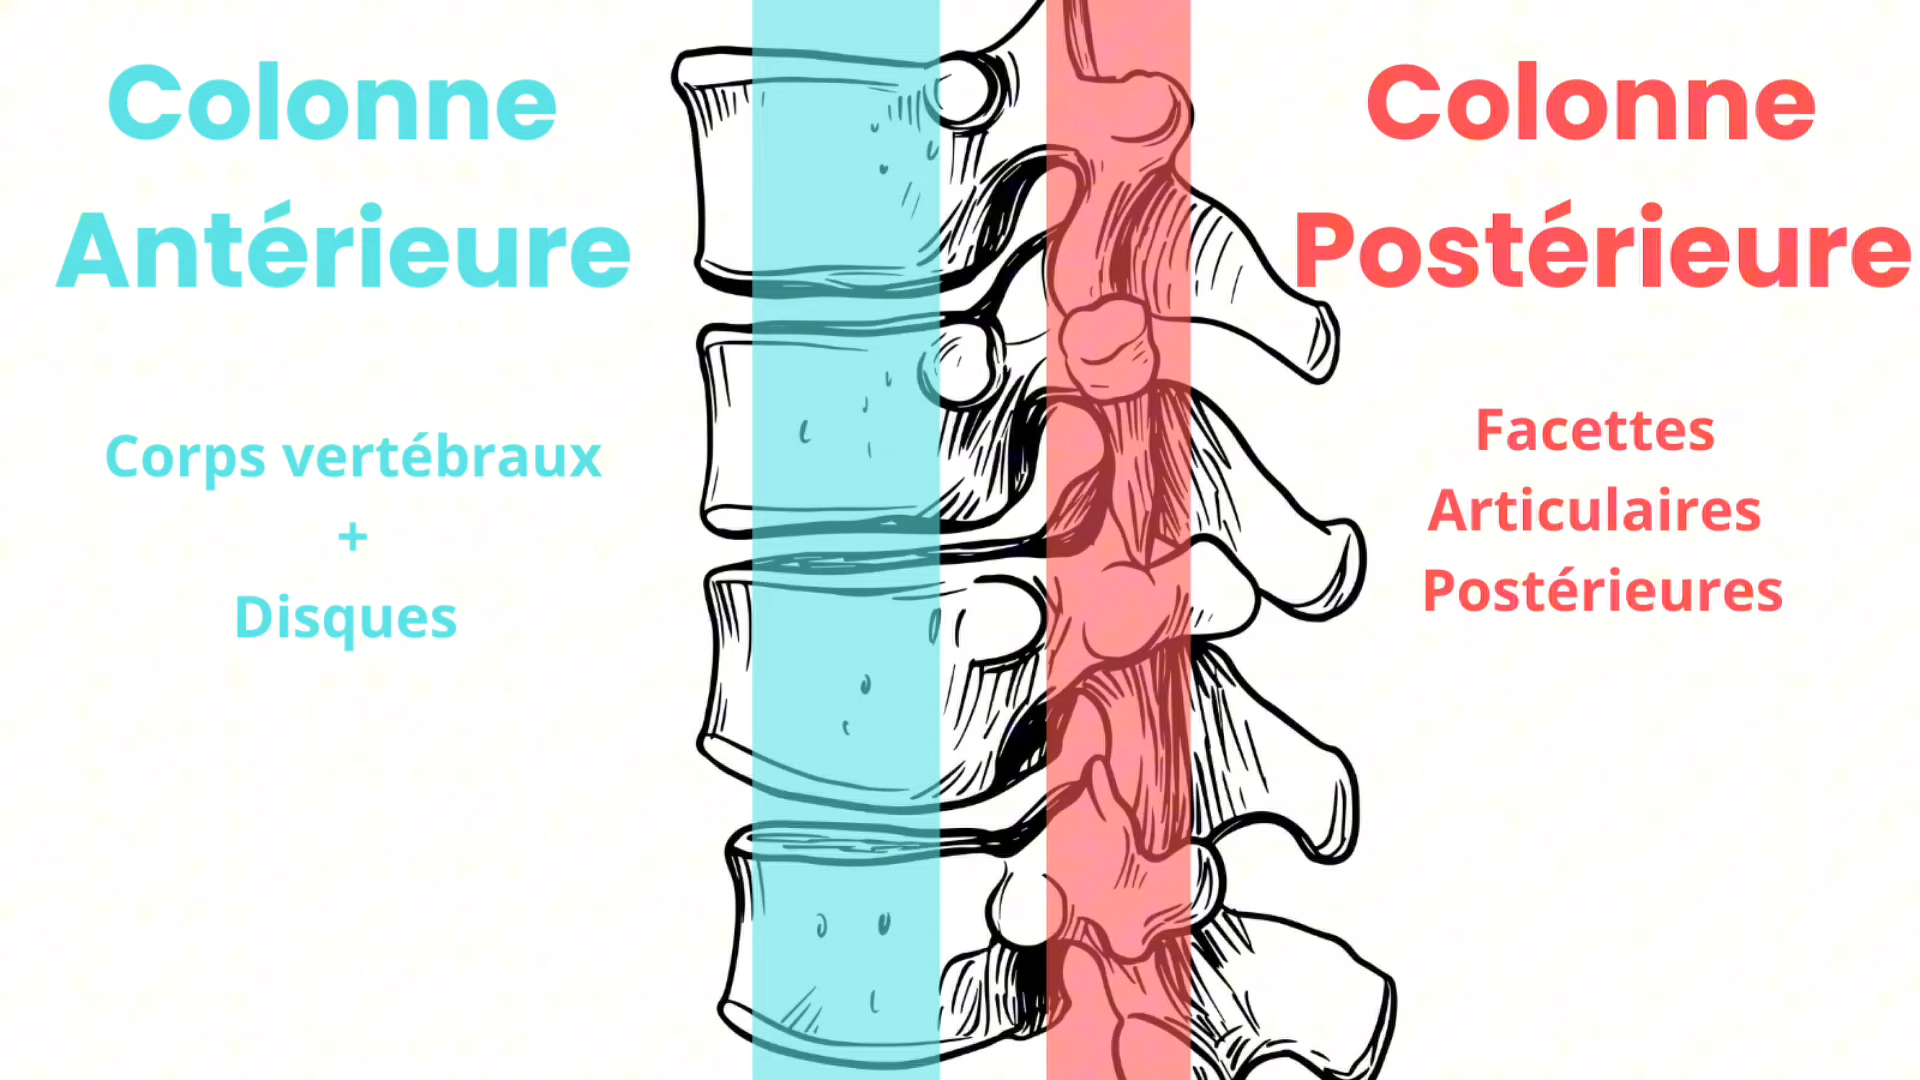 Colonne
Antérieure
Corps vertébraux
+
Disques
Colonne
Postérieure
Facettes
Articulaires
Postérieures